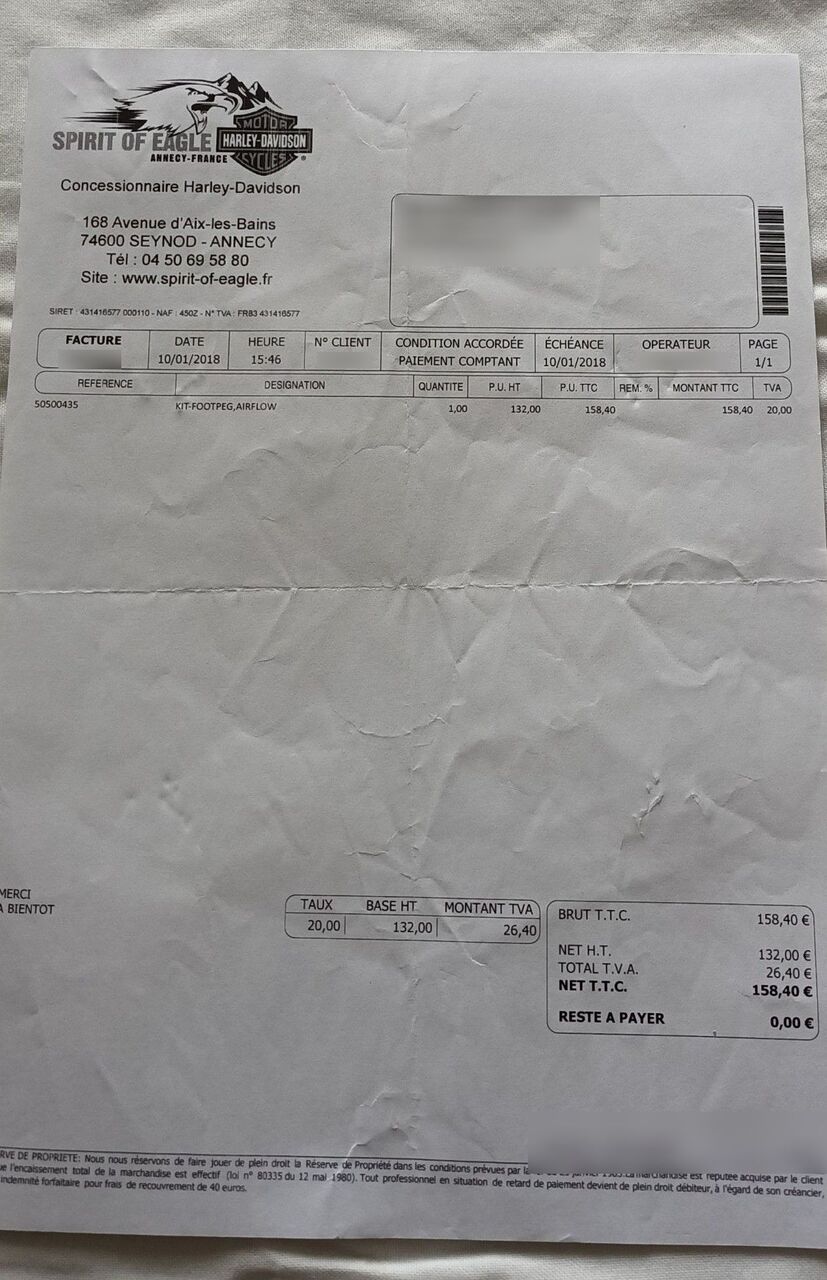 SPIRIT OF EAGLE
ANNECY-FRANCE
MOTOR
HARLEY-DAVIDSON
CYCLES
Concessionnaire Harley-Davidson
168 Avenue d'Aix-les-Bains
74600 SEYNOD - ANNECY
Tél : 04 50 69 58 80
Site : www.spirit-of-eagle.fr
SIRET : 431416577 000110 - NAF : 450Z - N° TVA : FR83 431416577
FACTURE DATE HEURE N° CLIENT CONDITION ACCORDÉE ÉCHÉANCE OPERATEUR PAGE
10/01/2018 15:46 PAIEMENT COMPTANT 10/01/2018 1/1
REFERENCE DESIGNATION QUANTITE P.U. HT P.U. TTC REM. % MONTANT TTC TVA
50500435 KIT-FOOTPEG,AIRFLOW 1,00 132,00 158,40 158,40 20,00
MERCI
A BIENTOT
TAUX BASE HT MONTANT TVA
20,00 132,00 26,40
BRUT T.T.C. 158,40 €
NET H.T. 132,00 €
TOTAL T.V.A. 26,40 €
NET T.T.C. 158,40 €
RESTE A PAYER 0,00 €
RVE DE PROPRIETE: Nous nous réservons de faire jouer de plein droit la Réserve de Propriété dans les conditions prévues par la marchandise est réputée acquise par le client
e l'encaissement total de la marchandise est effectif (loi n° 80335 du 12 mai 1980). Tout professionnel en situation de retard de paiement devient de plein droit débiteur, à l'égard de son créancier,
indemnité forfaitaire pour frais de recouvrement de 40 euros.